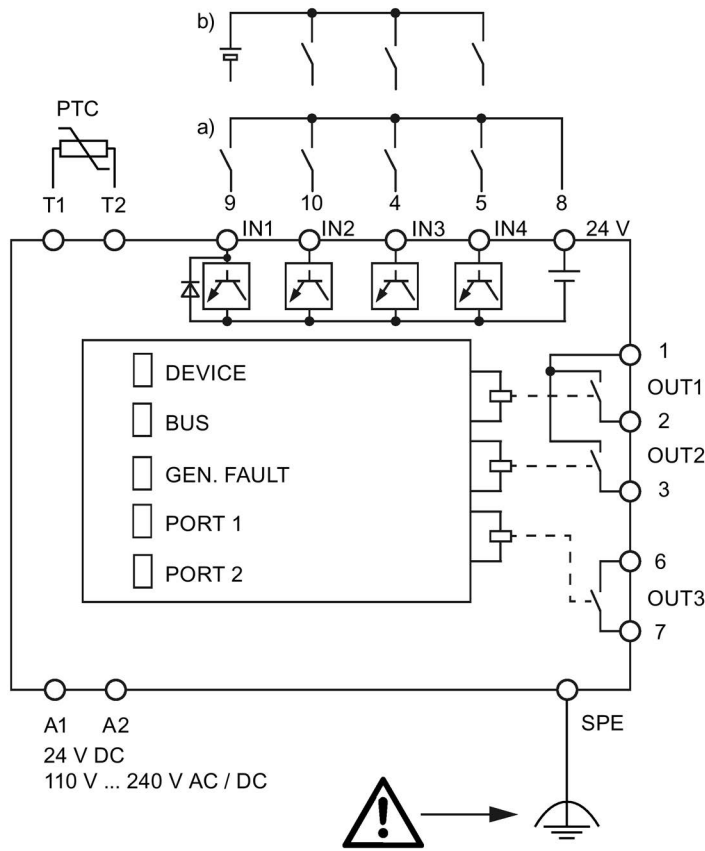 b)
PTC
a)
T1 T2 9 10 4 5 8
IN1 IN2 IN3 IN4 24 V
1
DEVICE
OUT1
BUS
2
OUT2
GEN. FAULT
3
PORT 1
6
PORT 2
OUT3
7
A1 A2
SPE
24 V DC
110 V ... 240 V AC / DC
!